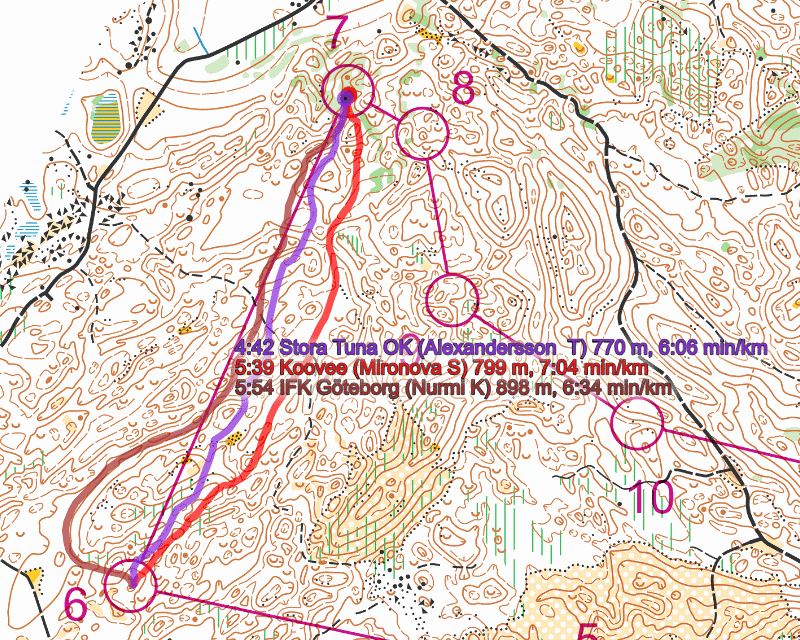 7
8
4:42 Stora Tuna OK (Alexandersson T) 770 m, 6:06 min/km
5:39 Koovee (Mironova S) 799 m, 7:04 min/km
5:54 IFK Göteborg (Nurmi K) 898 m, 6:34 min/km
10
6
5